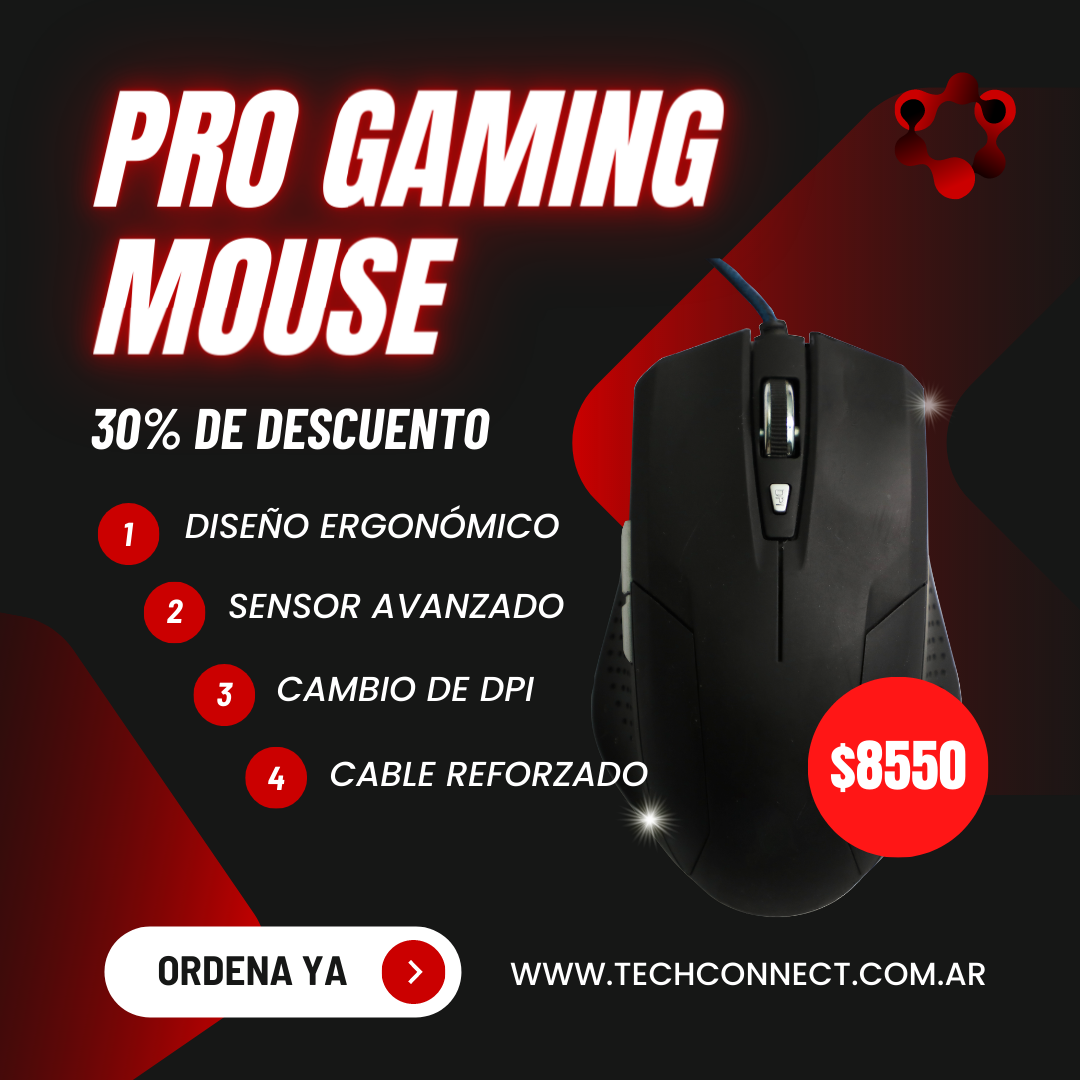 PRO GAMING
MOUSE
30% DE DESCUENTO
1 DISEÑO ERGONÓMICO
2 SENSOR AVANZADO
DPI
3 CAMBIO DE DPI
4 CABLE REFORZADO
$8550
ORDENA YA
WWW.TECHCONNECT.COM.AR